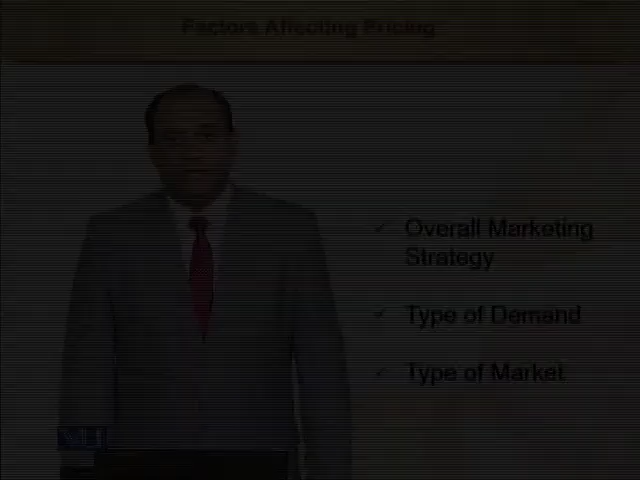 Factors Affecting Pricing
✓ Overall Marketing
Strategy
✓ Type of Demand
✓ Type of Market